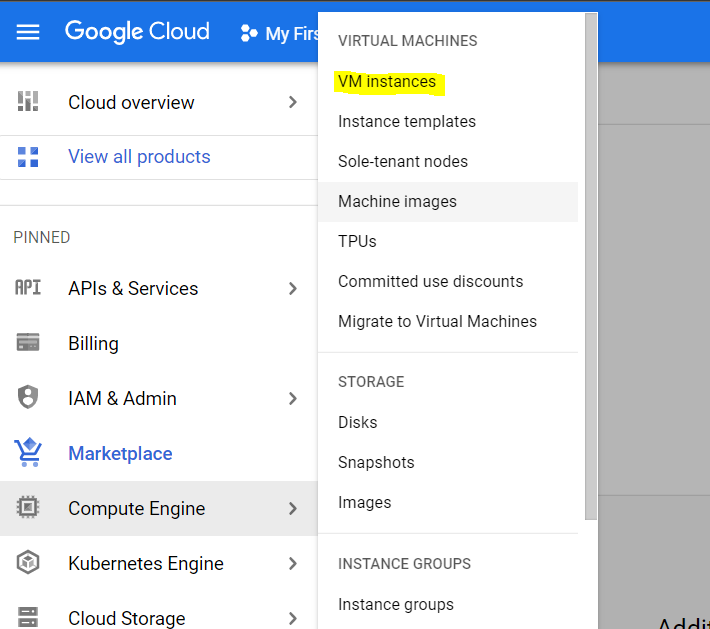 Google Cloud
My Firs
Cloud overview
View all products
PINNED
API
APIs & Services
Billing
IAM & Admin
Marketplace
Compute Engine
Kubernetes Engine
Cloud Storage
VIRTUAL MACHINES
VM instances
Instance templates
Sole-tenant nodes
Machine images
TPUs
Committed use discounts
Migrate to Virtual Machines
STORAGE
Disks
Snapshots
Images
INSTANCE GROUPS
Instance groups
Addit